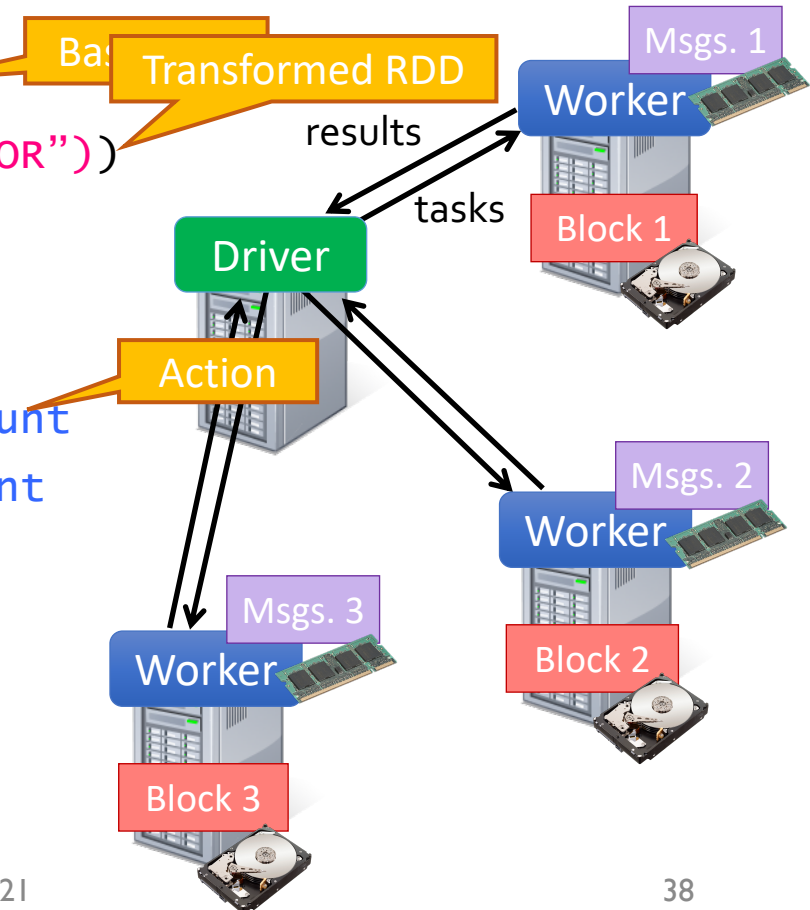 Bas
Transformed RDD
OR”))
results
tasks
Msgs. 1
Worker
Block 1
Driver
Action
unt
nt
Msgs. 2
Worker
Block 2
Msgs. 3
Worker
Block 3
21
38